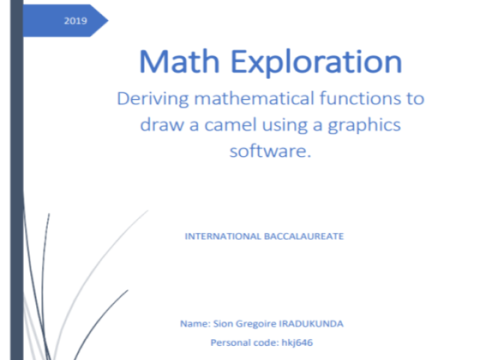 2019
Math Exploration
Deriving mathematical functions to
draw a camel using a graphics
software.
INTERNATIONAL BACCALAUREATE
Name: Sion Gregoire IRADUKUNDA
Personal code: hkj646